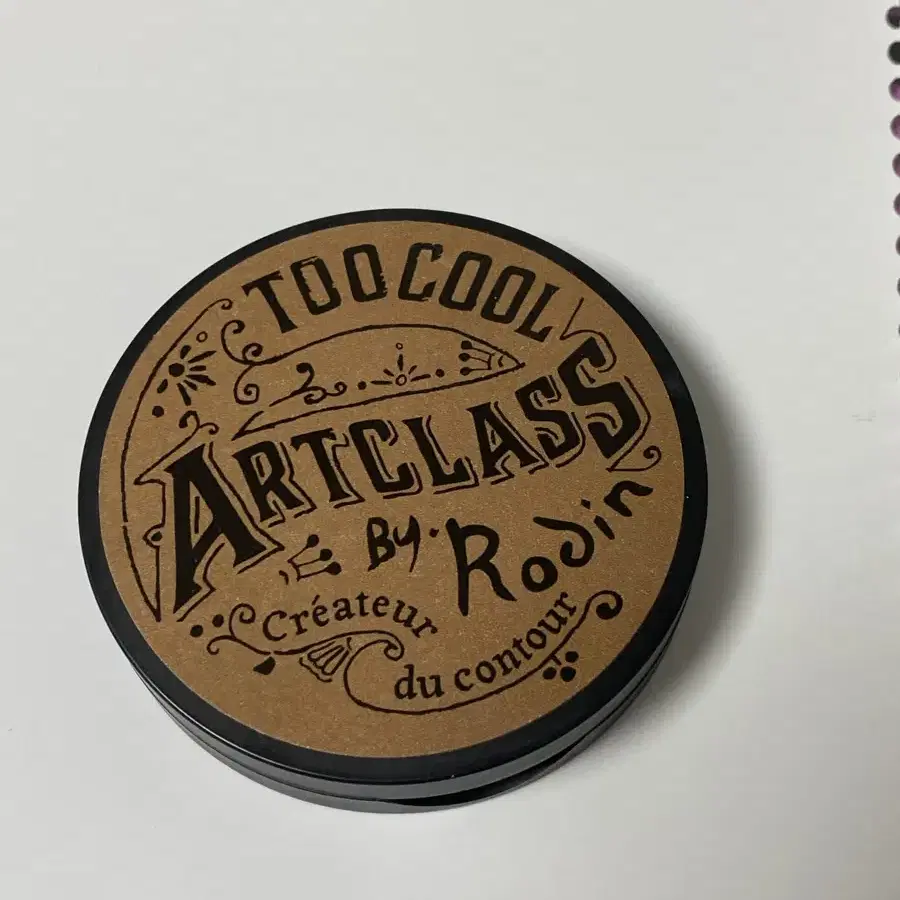 TOO COOL
ARTCLASS
By. Rodin
Créateur
du contour